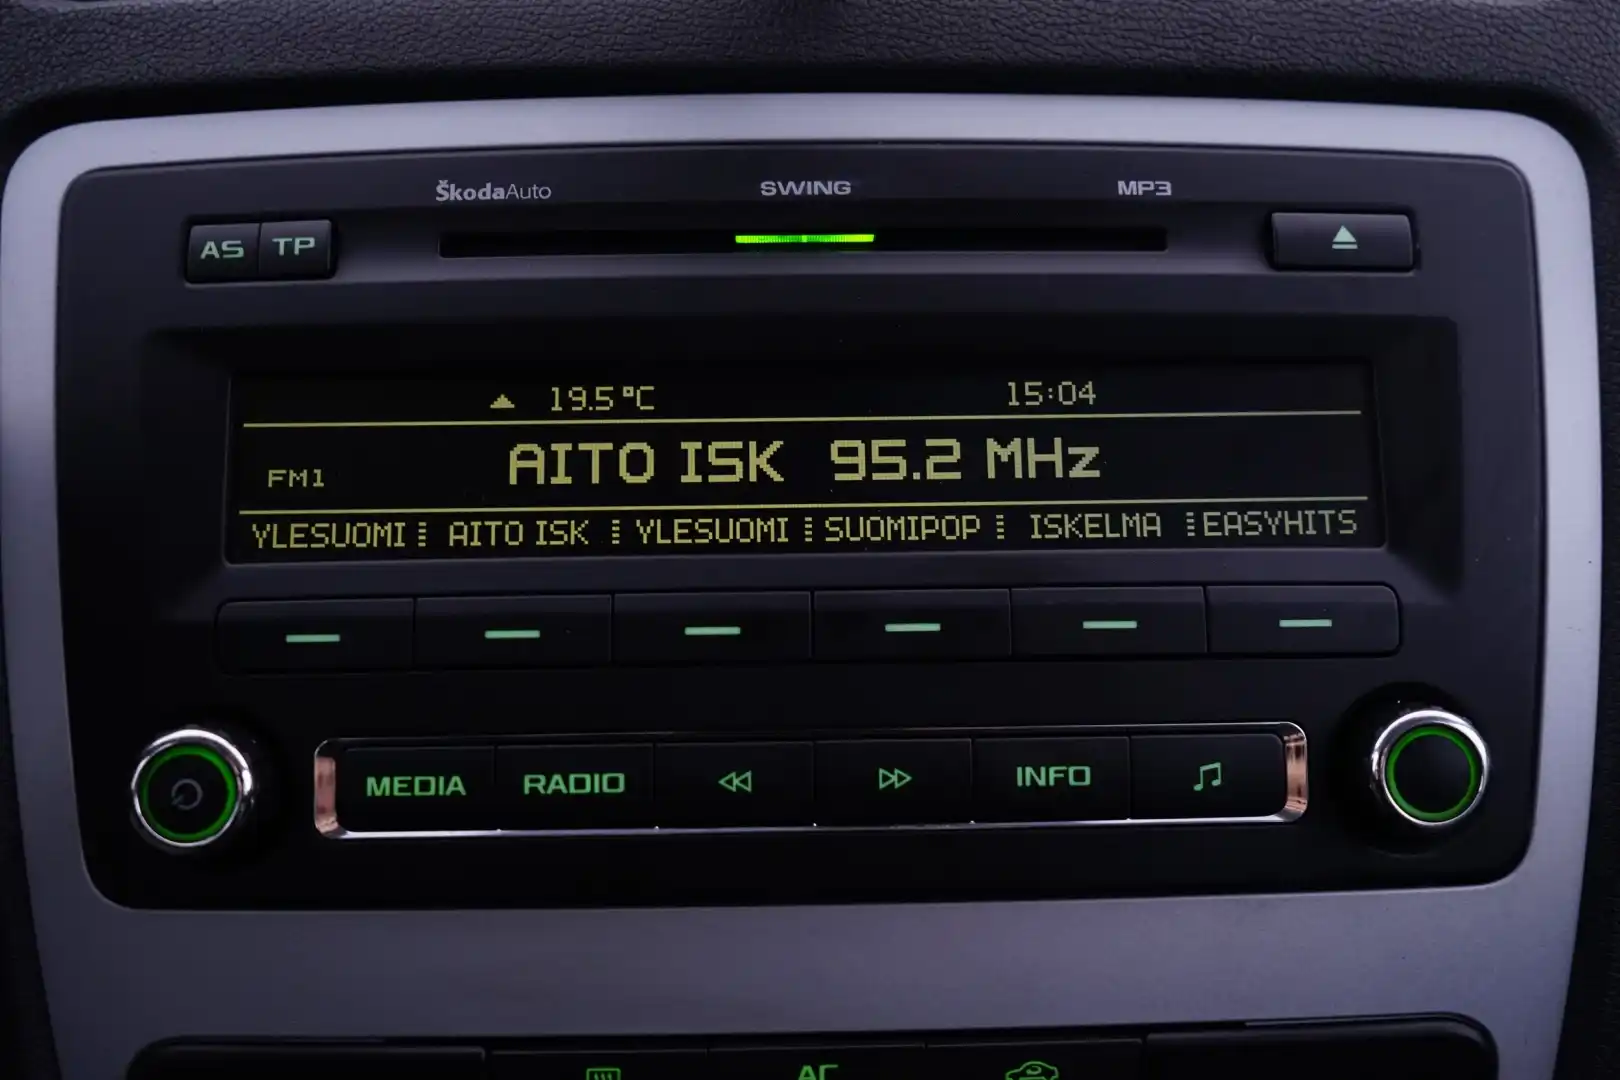 ŠkodaAuto SWING MP3
AS TP
19.5°C 15:04
FM1 AITO ISK 95.2 MHz
YLESUOMI AITO ISK YLESUOMI SUOMIPOP ISKELMA EASYHITS
MEDIA RADIO INFO
AC